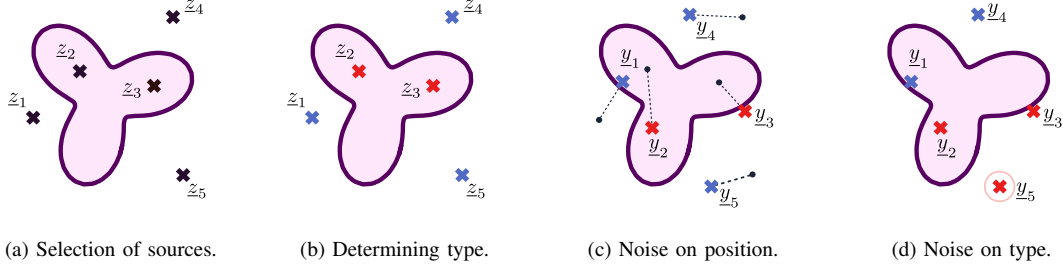 z1
z2
z3
z4
z5
z1
z2
z3
z4
z5
y1
y2
y3
y4
y5
y1
y2
y3
y4
y5
(a) Selection of sources.
(b) Determining type.
(c) Noise on position.
(d) Noise on type.